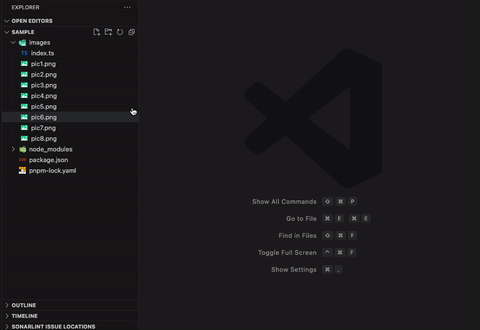 EXPLORER
OPEN EDITORS
SAMPLE
images
TS index.ts
pic1.png
pic2.png
pic3.png
pic4.png
pic5.png
pic6.png
pic7.png
pic8.png
node_modules
package.json
pnpm-lock.yaml
OUTLINE
TIMELINE
SONARLINT ISSUE LOCATIONS
Show All Commands ⇧ ⌘ P
Go to File ⌘ E ⌘ E
Find in Files ⇧ ⌘ F
Toggle Full Screen ^ ⌘ F
Show Settings ⌘ ,